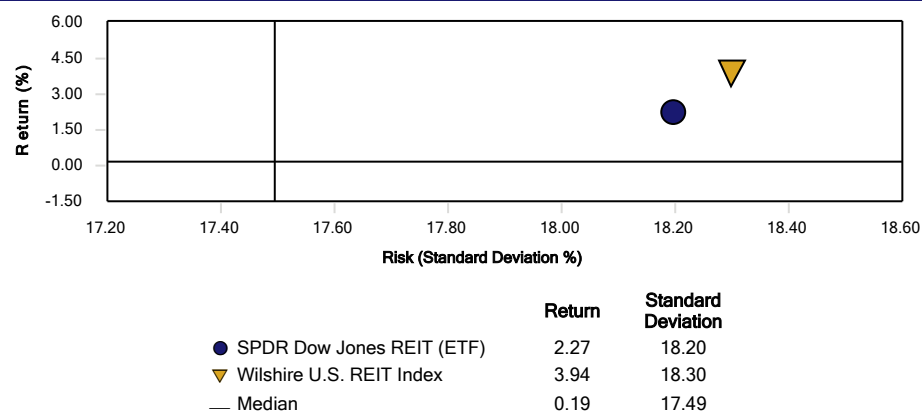 6.00
4.50
3.00
1.50
0.00
-1.50
Return (%)
17.20 17.40 17.60 17.80 18.00 18.20 18.40 18.60
Risk (Standard Deviation %)
Return Standard Deviation
SPDR Dow Jones REIT (ETF) 2.27 18.20
Wilshire U.S. REIT Index 3.94 18.30
Median 0.19 17.49